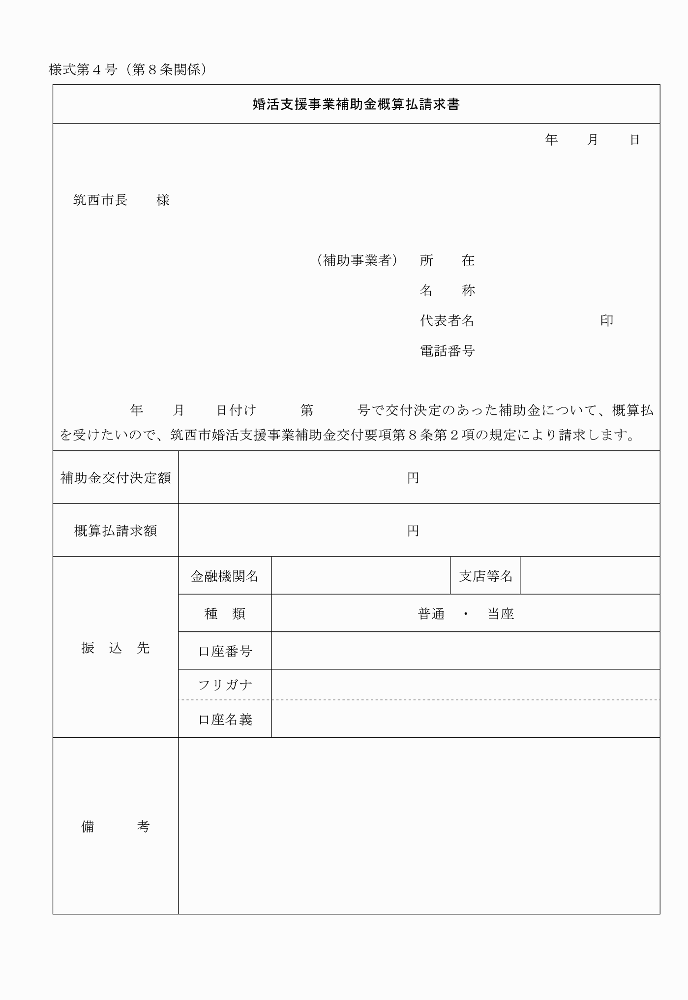 様式第４号（第８条関係）
婚活支援事業補助金概算払請求書
年　　月　　日
筑西市長　　様
（補助事業者）　所　　在
名　　称
代表者名　　　　　　　　　印
電話番号
年　　月　　日付け　　　第　　　号で交付決定のあった補助金について、概算払
を受けたいので、筑西市婚活支援事業補助金交付要項第８条第２項の規定により請求します。
補助金交付決定額　　円
概算払請求額　　円
振　込　先
金融機関名　　支店等名
種　類　　普通　・　当座
口座番号
フリガナ
口座名義
備　　　考